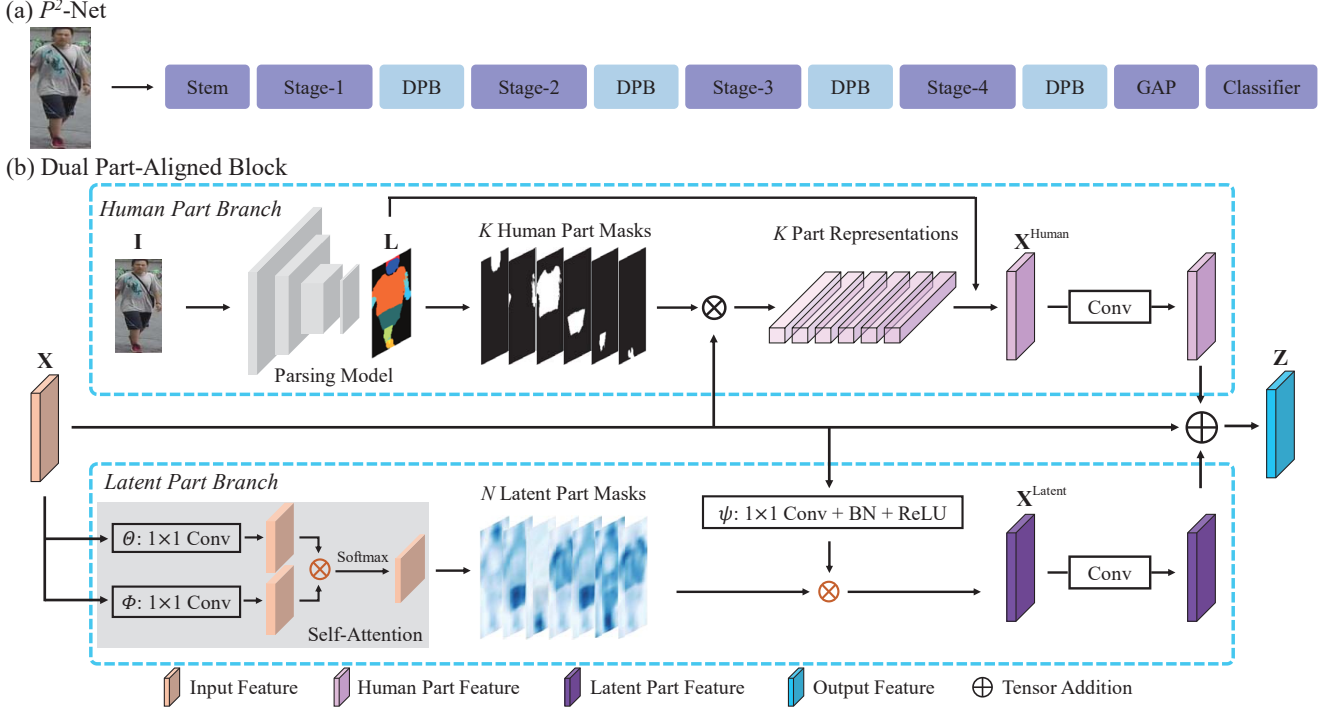 (a) P²-Net
Stem Stage-1 DPB Stage-2 DPB Stage-3 DPB Stage-4 DPB GAP Classifier
(b) Dual Part-Aligned Block
Human Part Branch
I
L
K Human Part Masks
K Part Representations
X^Human
Conv
Parsing Model
X
Z
Latent Part Branch
N Latent Part Masks
ψ: 1×1 Conv + BN + ReLU
X^Latent
Θ: 1×1 Conv
Softmax
Conv
Φ: 1×1 Conv
Self-Attention
Input Feature Human Part Feature Latent Part Feature Output Feature Tensor Addition